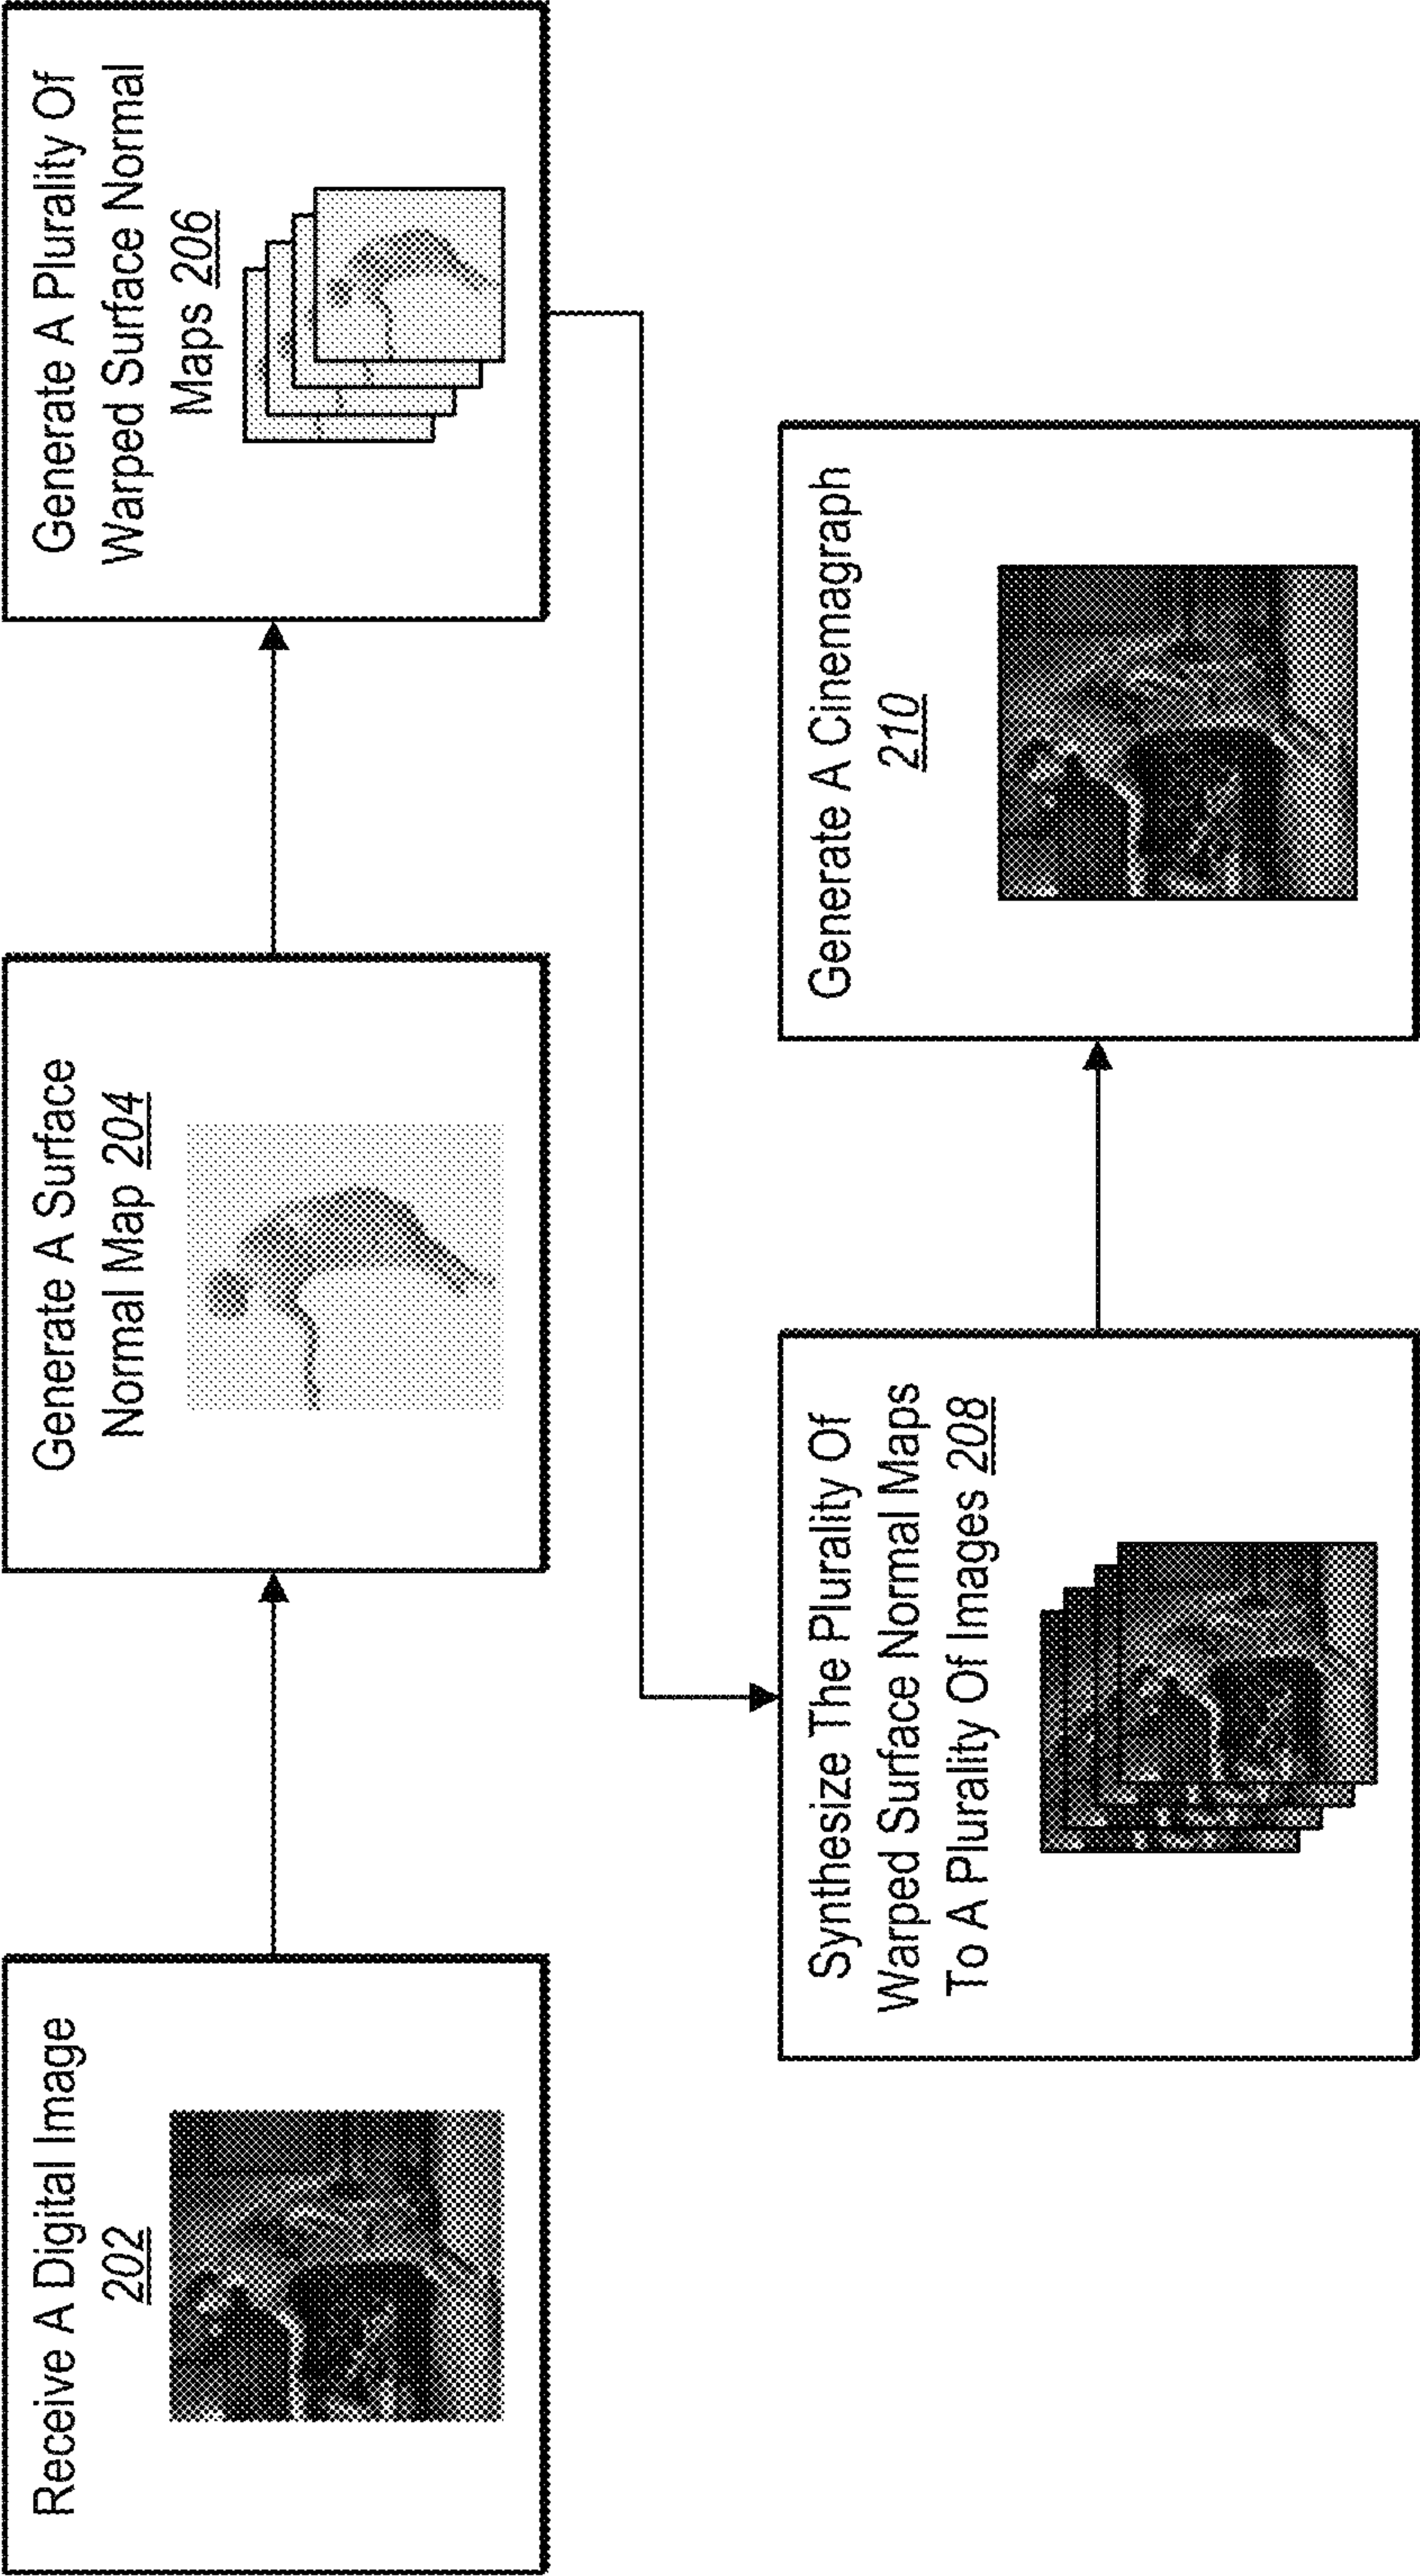 Receive A Digital Image
202
Generate A Surface
Normal Map 204
Generate A Plurality Of
Warped Surface Normal
Maps 206
Synthesize The Plurality Of
Warped Surface Normal Maps
To A Plurality Of Images 208
Generate A Cinemagraph
210